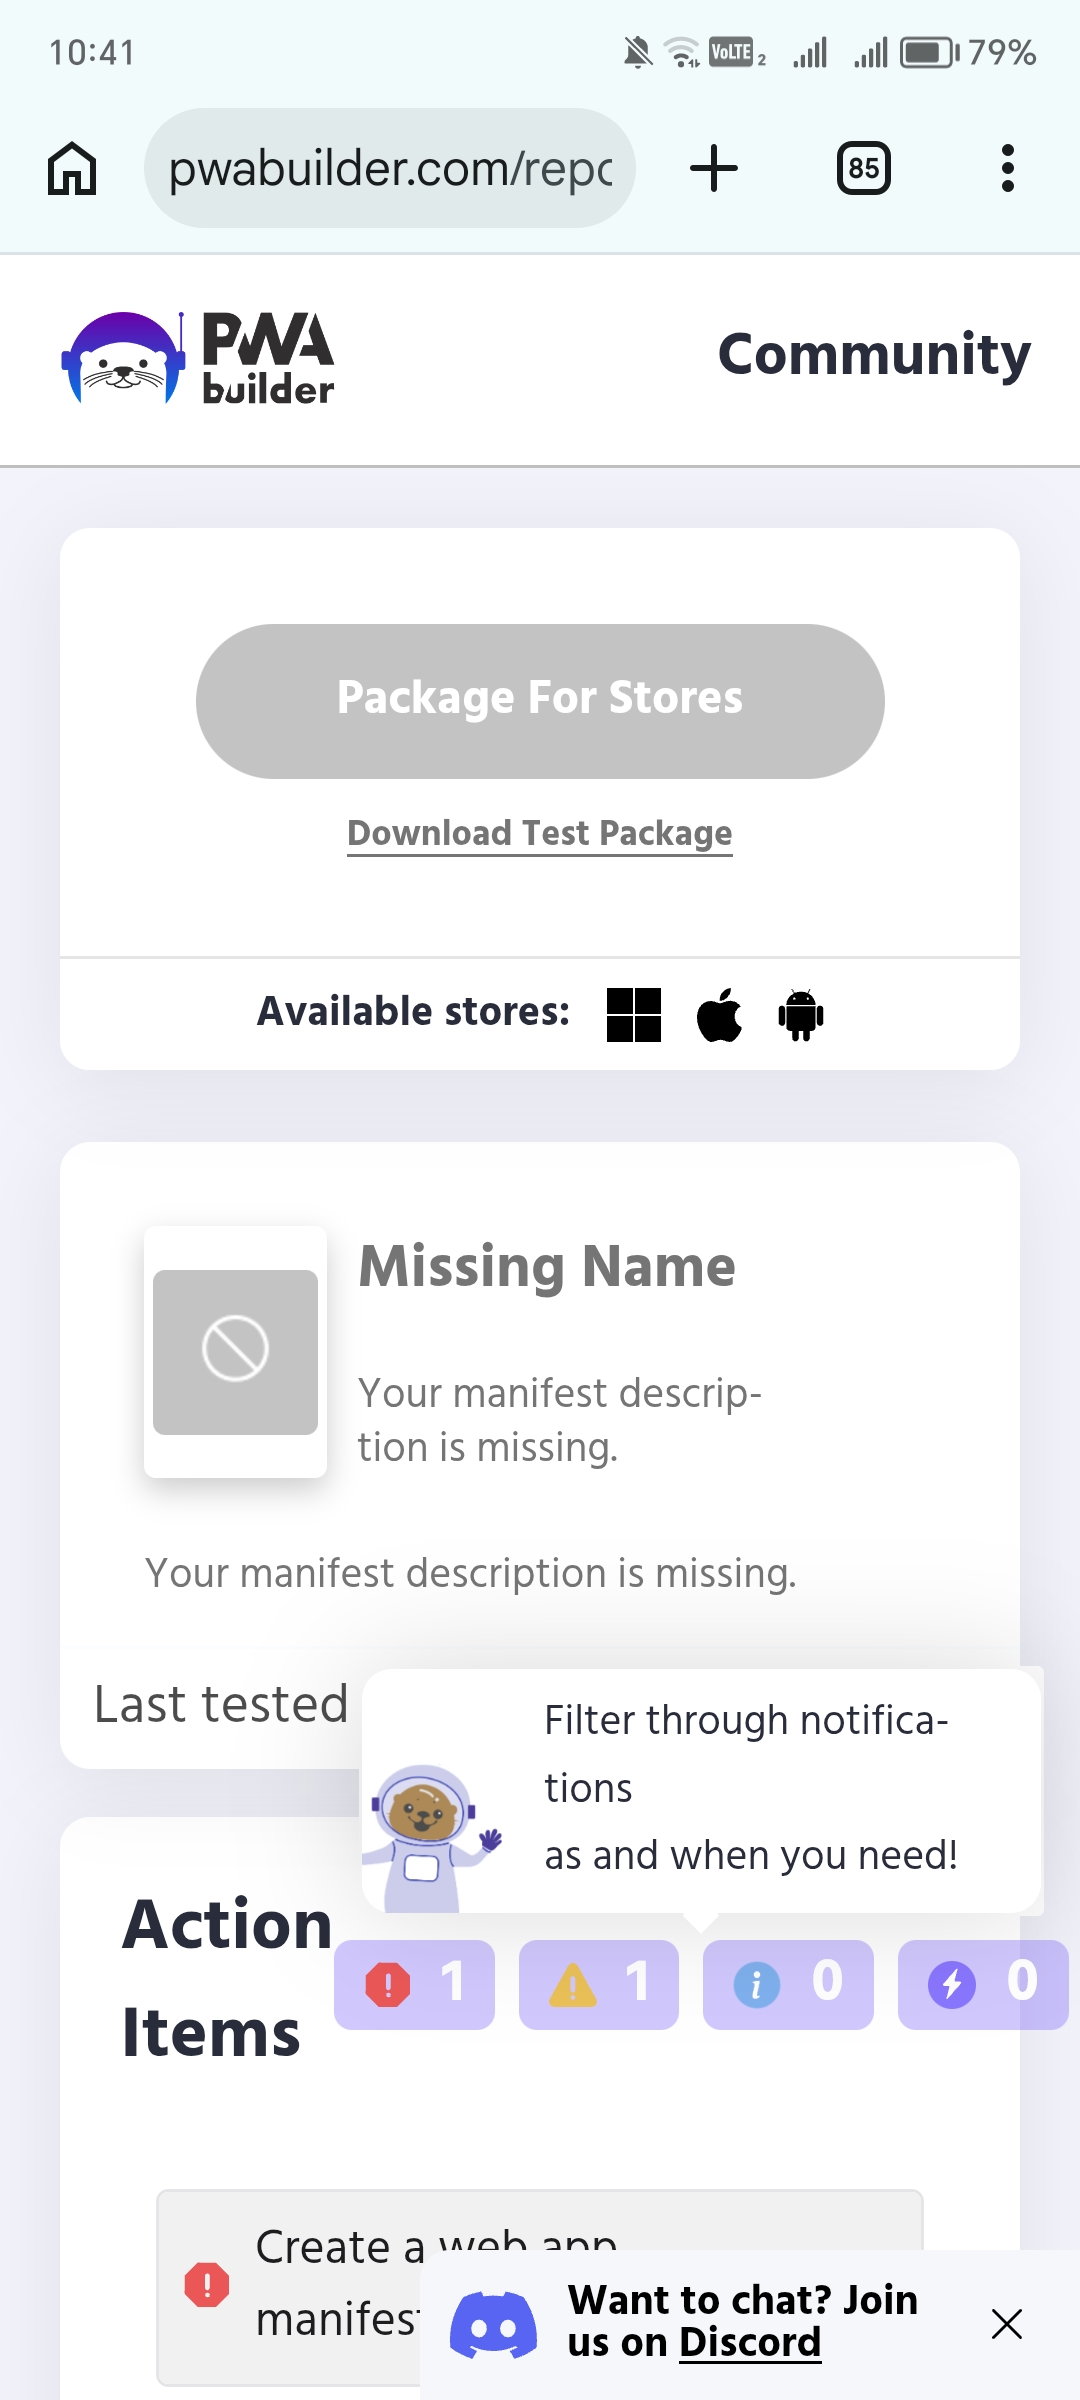 10:41
VoLTE 2 79%
pwabuilder.com/repo
85
PWA
builder
Community
Package For Stores
Download Test Package
Available stores:
Missing Name
Your manifest descrip-
tion is missing.
Your manifest description is missing.
Last tested
Filter through notifica-
tions
as and when you need!
Action
Items
1 1 0 0
Create a web app
manifest
Want to chat? Join
us on Discord